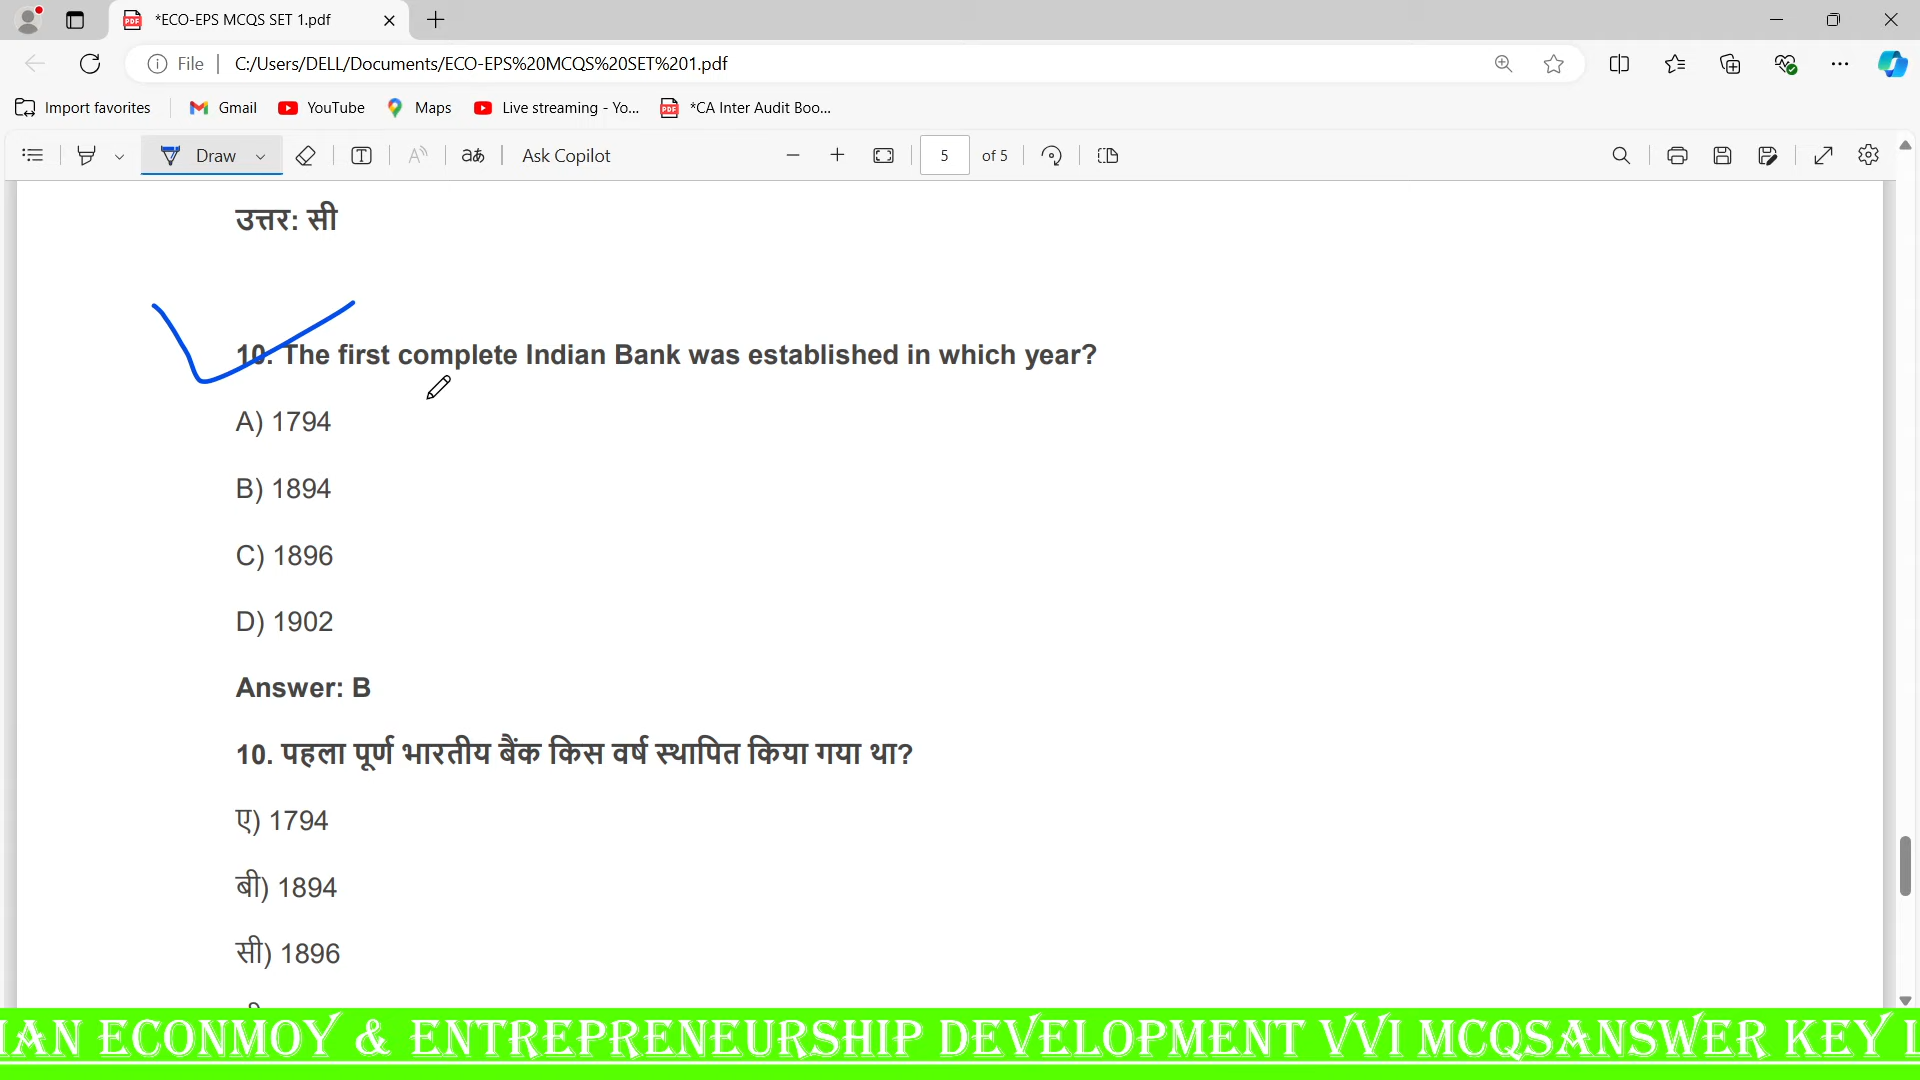 *ECO-EPS MCQS SET 1.pdf
File
C:/Users/DELL/Documents/ECO-EPS%20MCQS%20SET%201.pdf
Import favorites
Gmail
YouTube
Maps
Live streaming - Yo...
*CA Inter Audit Boo...
Draw
Ask Copilot
5 of 5
उत्तर: सी
10. The first complete Indian Bank was established in which year?
A) 1794
B) 1894
C) 1896
D) 1902
Answer: B
10. पहला पूर्ण भारतीय बैंक किस वर्ष स्थापित किया गया था?
ए) 1794
बी) 1894
सी) 1896
IAN ECONMOY & ENTREPRENEURSHIP DEVELOPMENT VVI MCQSANSWER KEY L